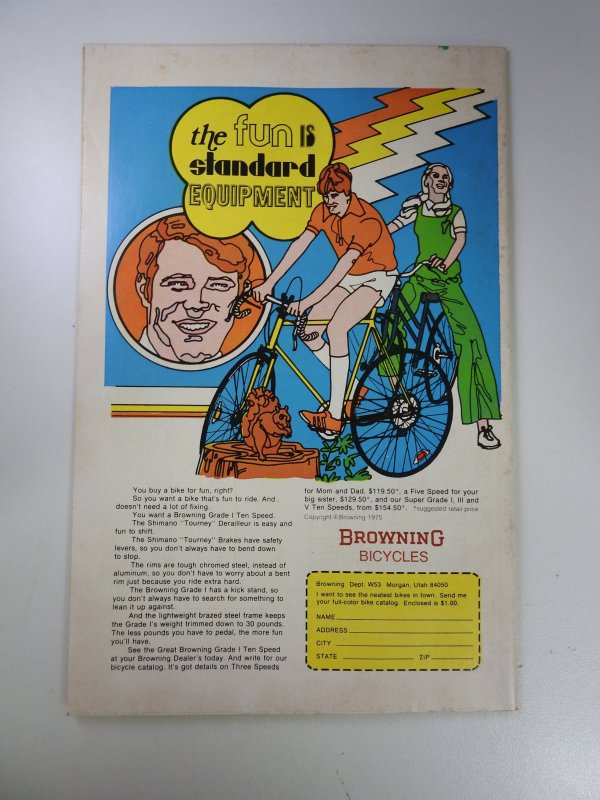 the fun IS
standard
EQUIPMENT
You buy a bike for fun, right?
So you want a bike that's fun to ride. And
doesn't need a lot of fixing.
You want a Browning Grade I Ten Speed.
The Shimano "Tourney" Derailleur is easy and
fun to shift.
The Shimano "Tourney" Brakes have safety
levers, so you don't always have to bend down
to stop.
The rims are tough chromed steel, instead of
aluminum, so you don't have to worry about a bent
rim just because you ride extra hard.
The Browning Grade I has a kick stand, so
you don't always have to search for something to
lean it up against.
And the lightweight brazed steel frame keeps
the Grade I's weight trimmed down to 30 pounds.
The less pounds you have to pedal, the more fun
you'll have.
See the Great Browning Grade I Ten Speed
at your Browning Dealer's today. And write for our
bicycle catalog. It's got details on Three Speeds
for Mom and Dad, $119.50*, a Five Speed for your
big sister, $129.50*, and our Super Grade I, III and
V Ten Speeds, from $154.50*. *suggested retail price
Copyright © Browning 1975
BROWNING
BICYCLES
Browning Dept. W53 Morgan, Utah 84050
I want to see the neatest bikes in town. Send me
your full-color bike catalog. Enclosed is $1.00.
NAME
ADDRESS
CITY
STATE ZIP